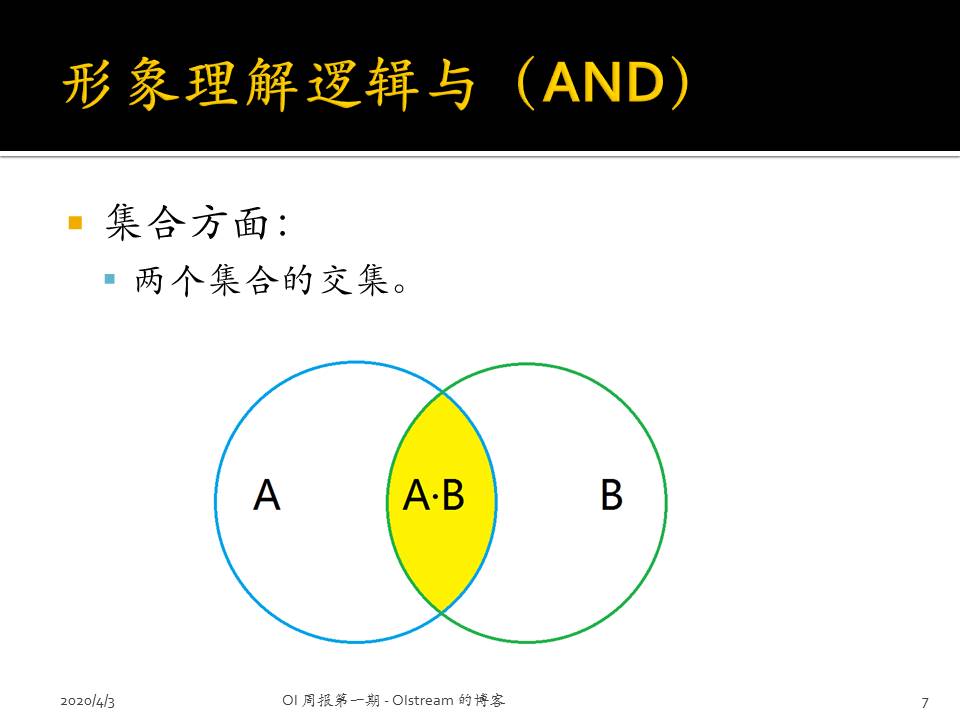 形象理解逻辑与（AND）
集合方面：
两个集合的交集。
A
A·B
B
2020/4/3
OI 周报第一期 - OIstream 的博客
7